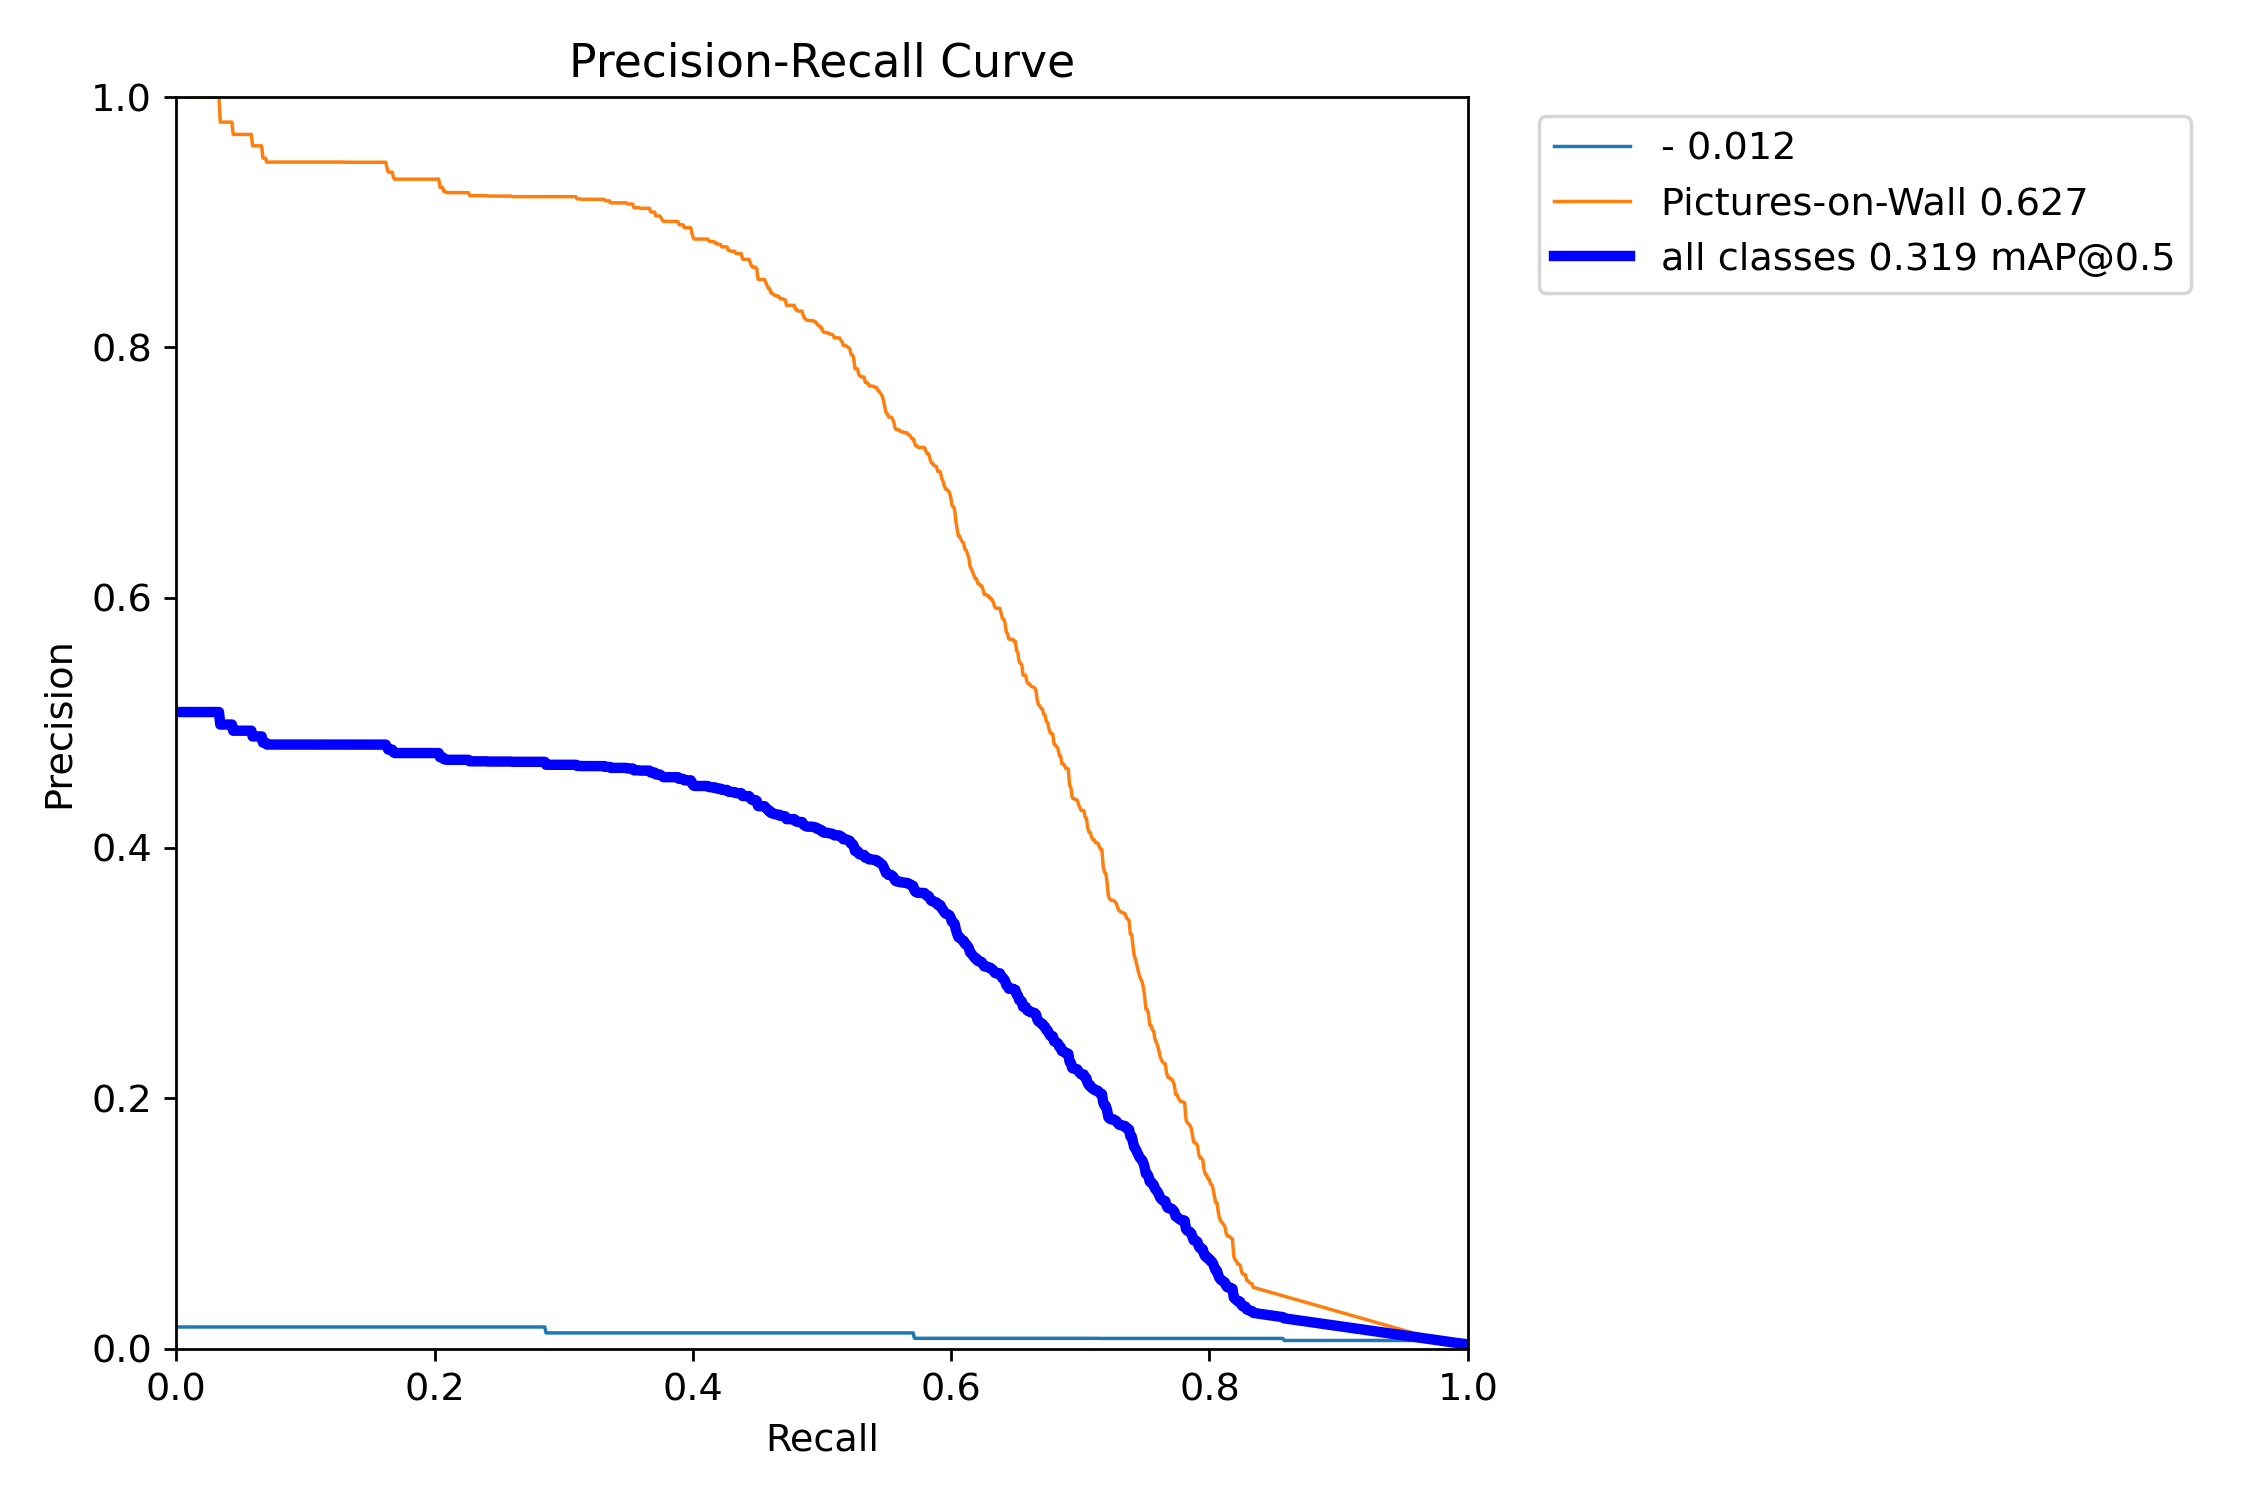 Precision-Recall Curve
1.0
0.8
0.6
0.4
0.2
0.0
Precision
0.0 0.2 0.4 0.6 0.8 1.0
Recall
- 0.012
Pictures-on-Wall 0.627
all classes 0.319 mAP@0.5